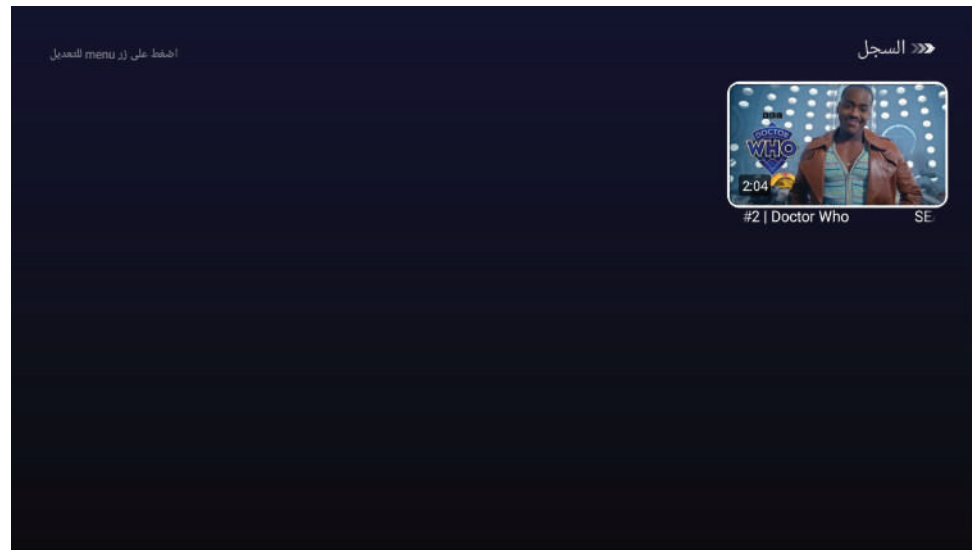 السجل
اضغط على زر menu للتعديل
BBC
DOCTOR
WHO
2:04
#2 | Doctor Who
SE